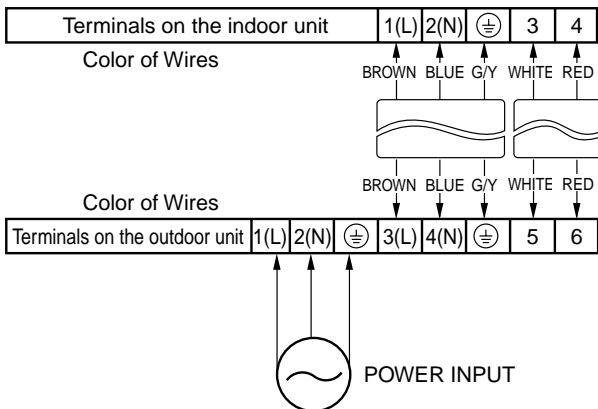 Terminals on the indoor unit 1(L) 2(N) 3 4
Color of Wires
BROWN BLUE G/Y WHITE RED
BROWN BLUE G/Y WHITE RED
Color of Wires
Terminals on the outdoor unit 1(L) 2(N) 3(L) 4(N) 5 6
POWER INPUT